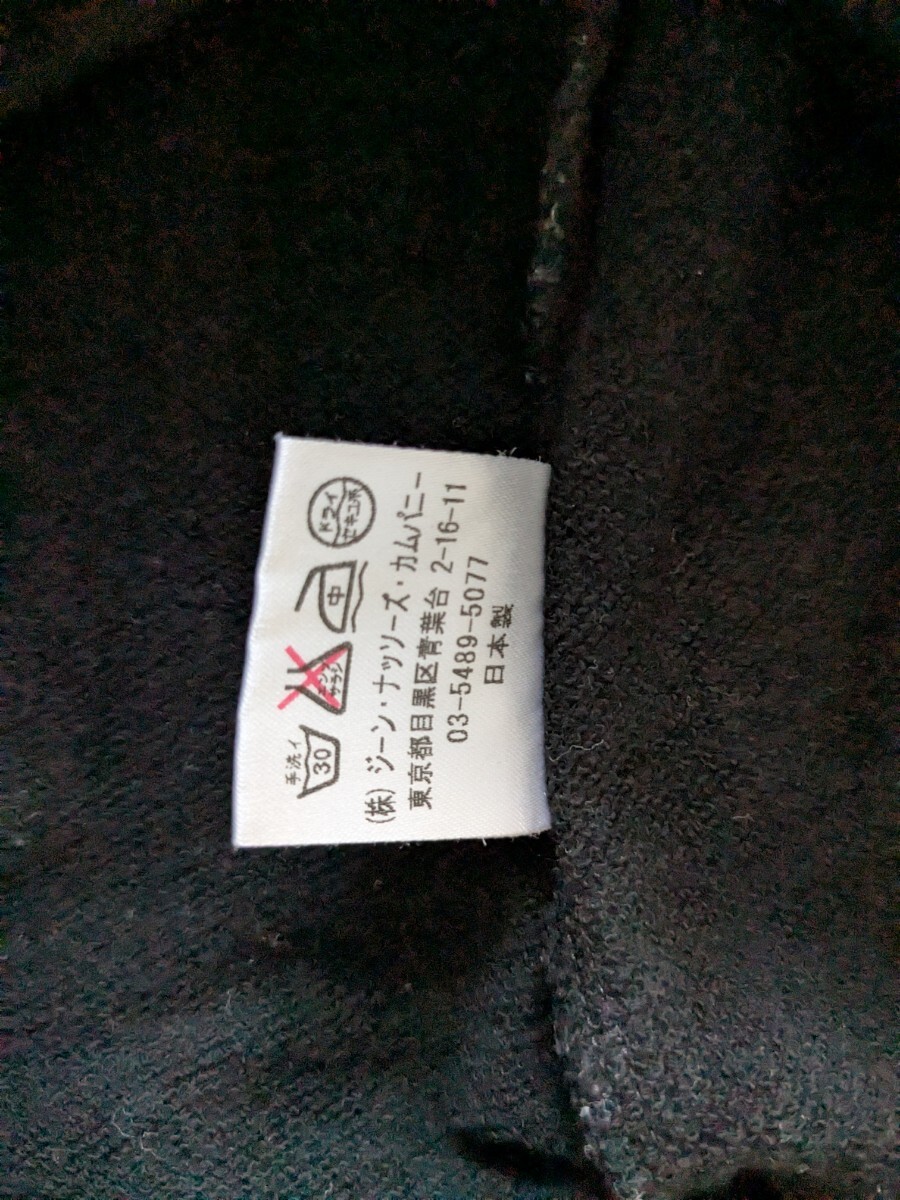 手洗イ
30
エンソ
サラシ
中
ドライ
セキユ系
(株) ジーン・ナッソーズ・カムパニー
東京都目黒区青葉台 2-16-11
03-5489-5077
日本製